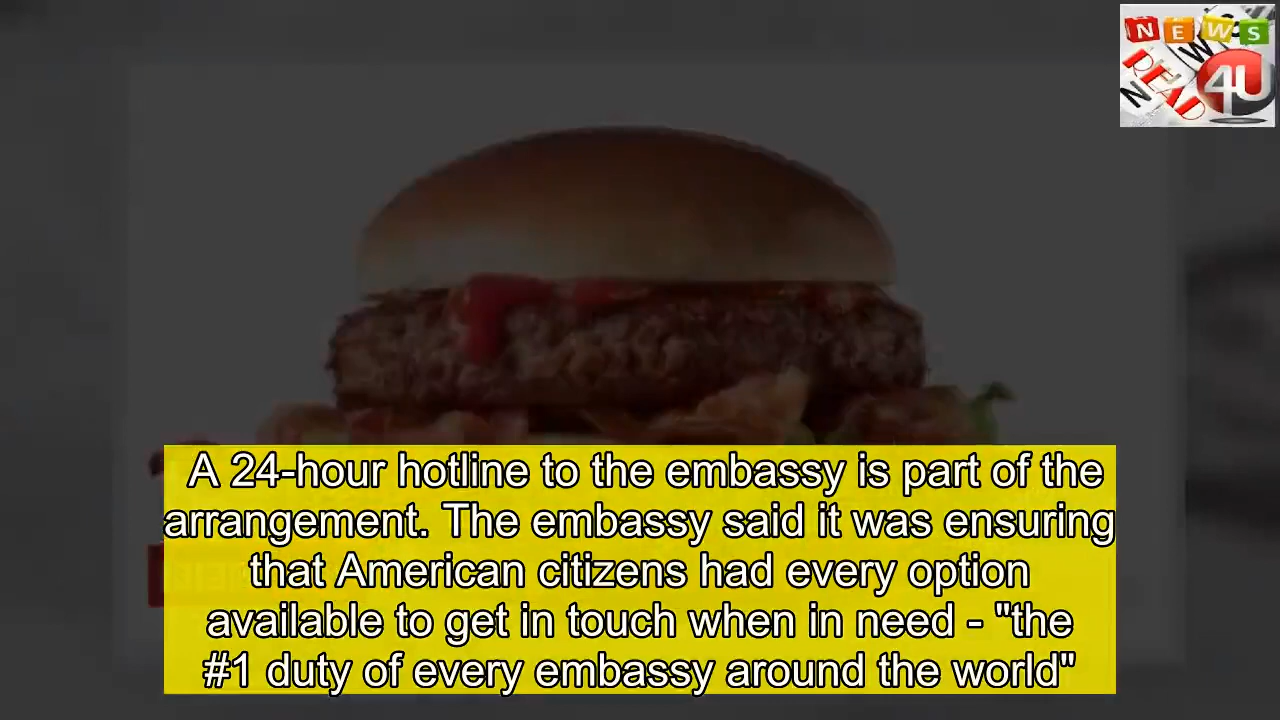 NEWS
READ
N
W
4U
A 24-hour hotline to the embassy is part of the
arrangement. The embassy said it was ensuring
that American citizens had every option
available to get in touch when in need - "the
#1 duty of every embassy around the world"